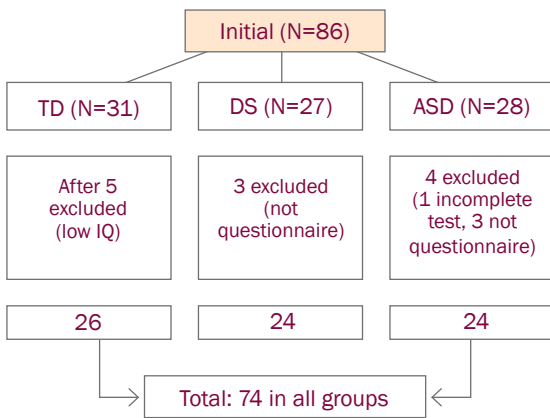 Initial (N=86)
TD (N=31)
DS (N=27)
ASD (N=28)
After 5
excluded
(low IQ)
3 excluded
(not
questionnaire)
4 excluded
(1 incomplete
test, 3 not
questionnaire)
26
24
24
Total: 74 in all groups